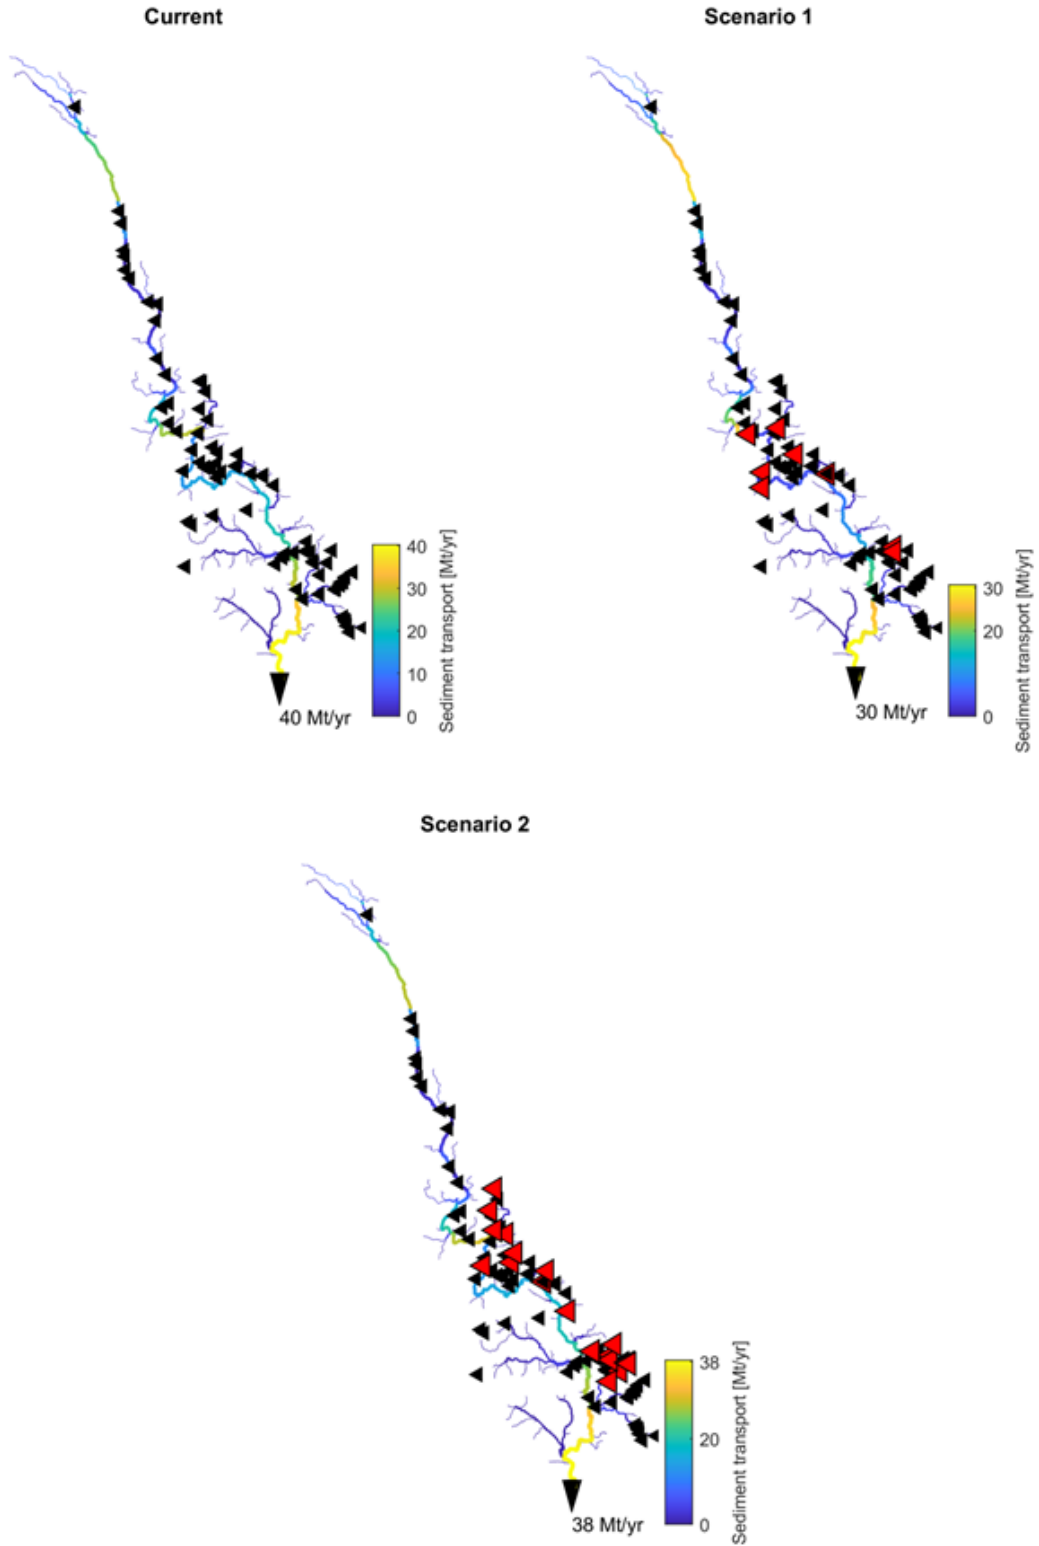 Current
40
30
20
10
0
Sediment transport [Mt/yr]
40 Mt/yr
Scenario 1
30
20
0
Sediment transport [Mt/yr]
30 Mt/yr
Scenario 2
38
20
0
Sediment transport [Mt/yr]
38 Mt/yr